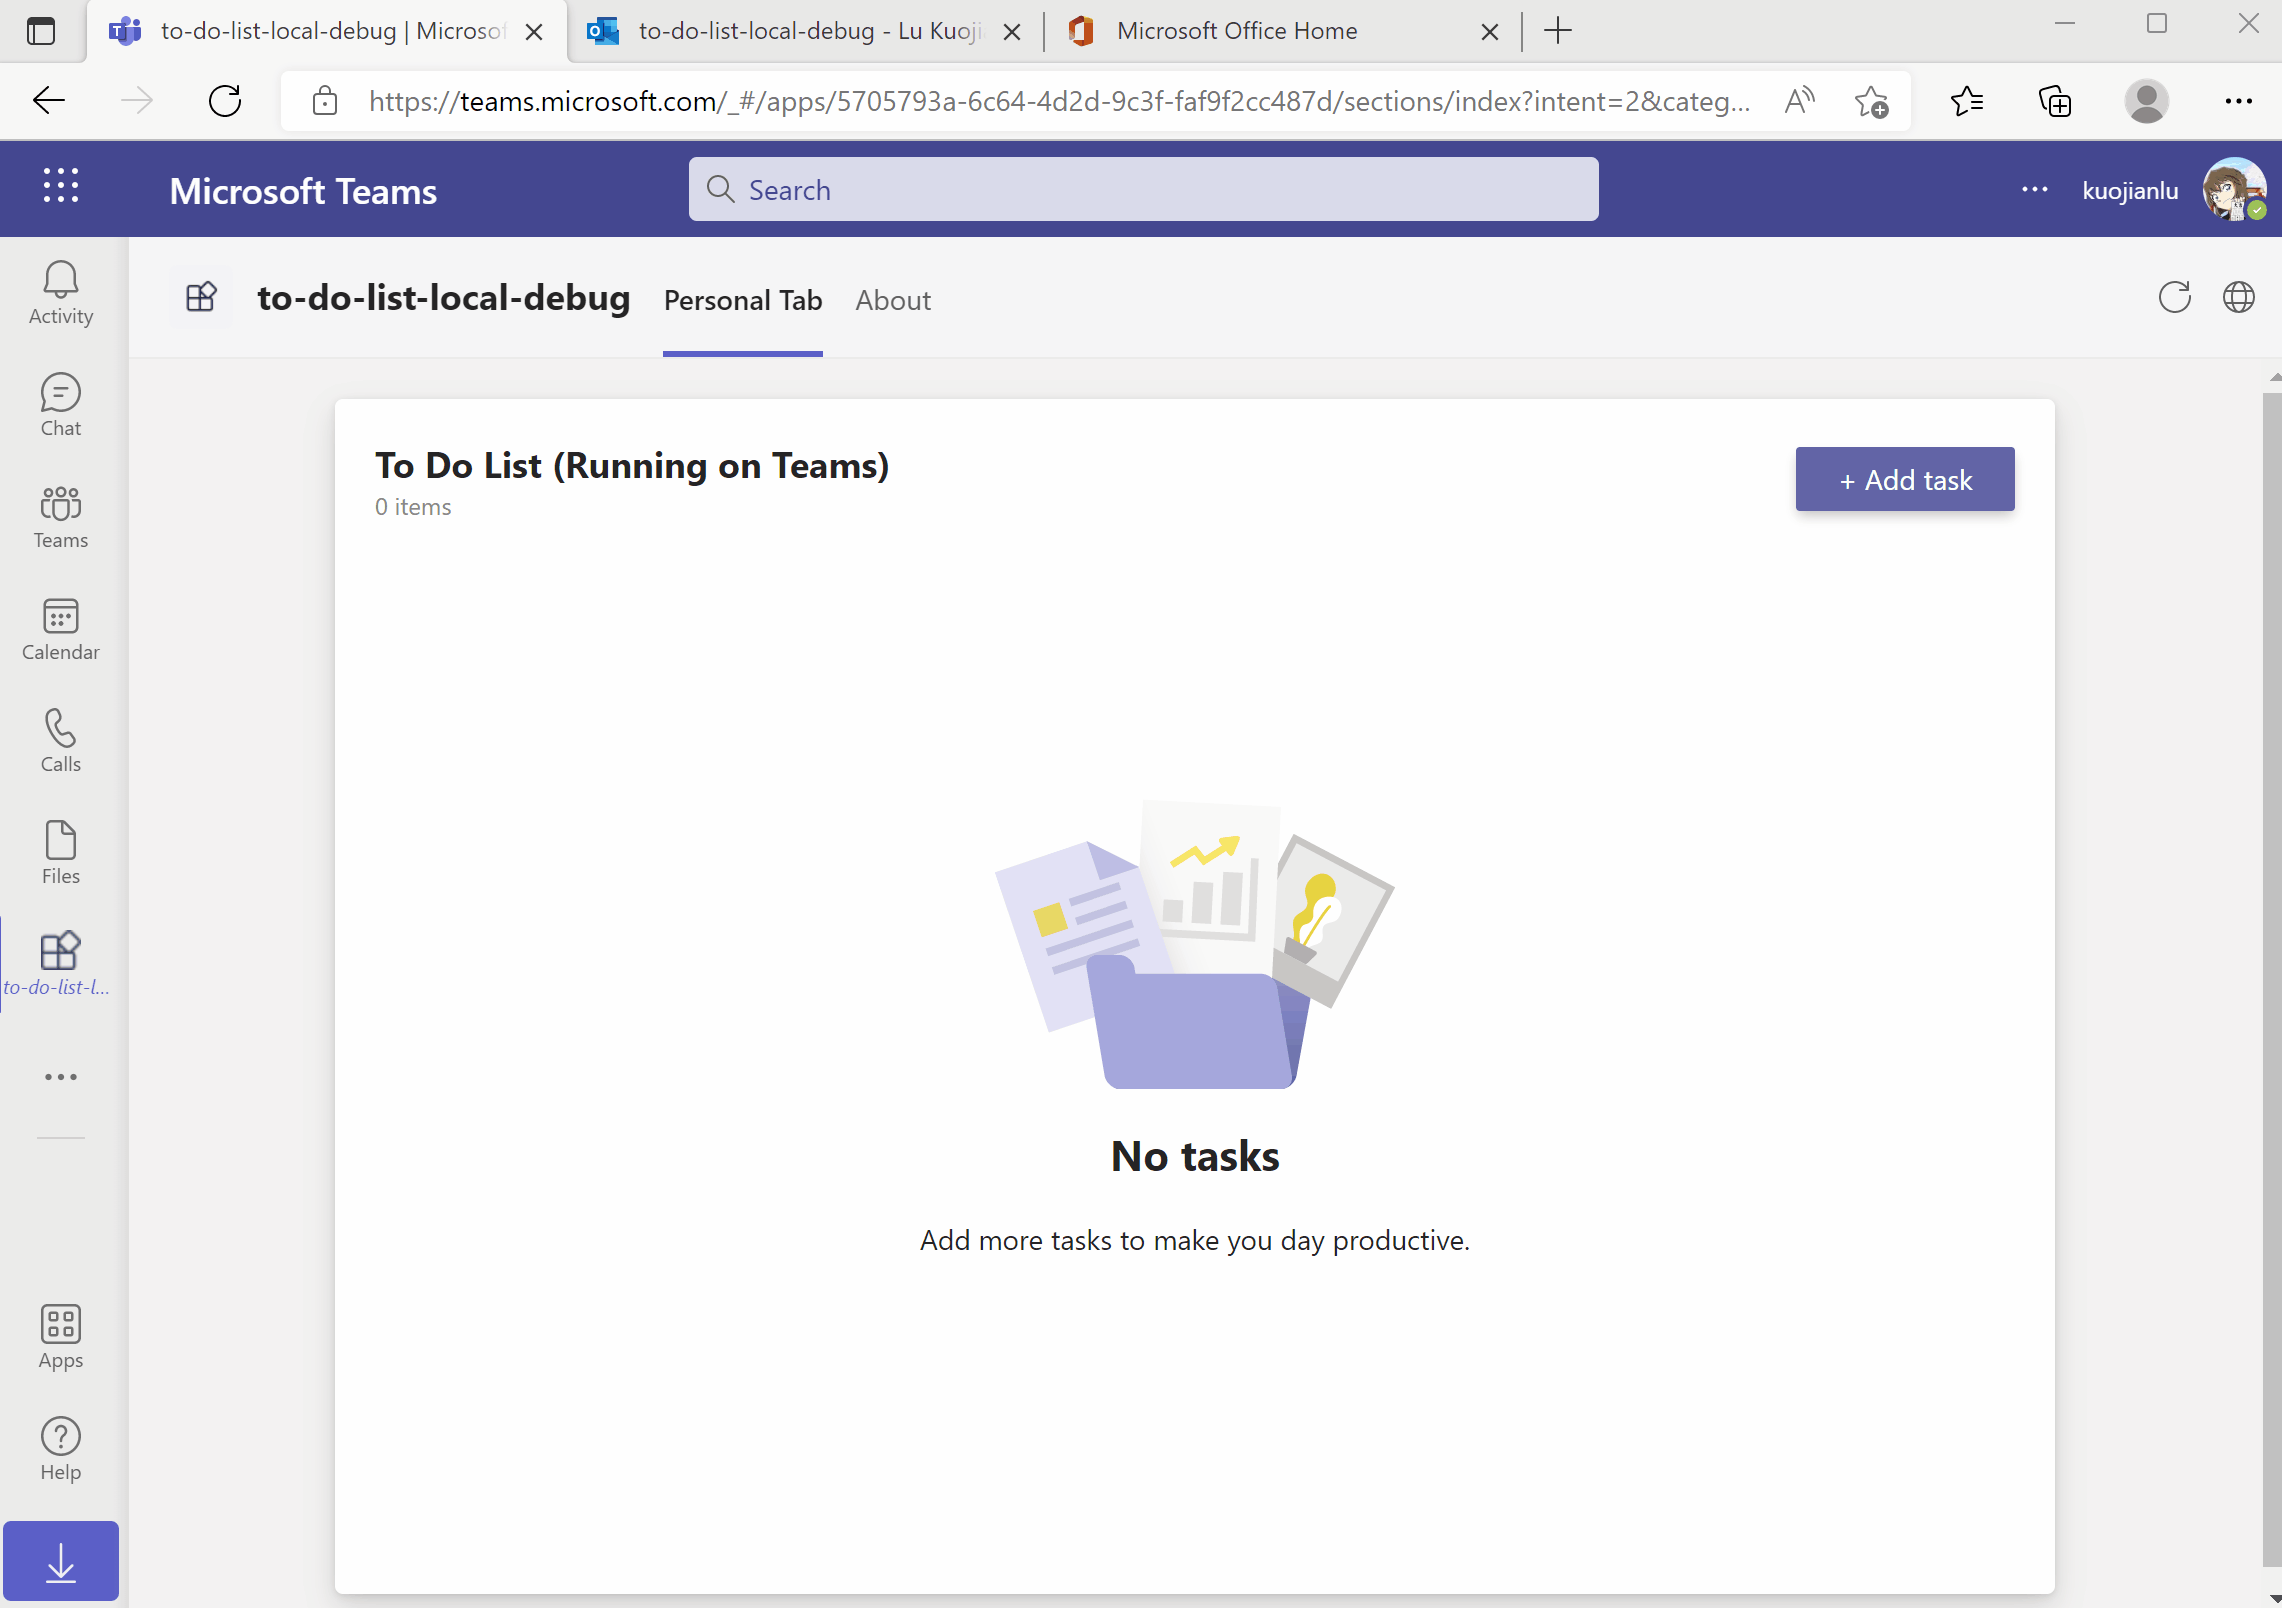 to-do-list-local-debug | Microsof
to-do-list-local-debug - Lu Kuoji
Microsoft Office Home
https://teams.microsoft.com/_#/apps/5705793a-6c64-4d2d-9c3f-faf9f2cc487d/sections/index?intent=2&categ...
Microsoft Teams
Search
kuojianlu
Activity
Chat
Teams
Calendar
Calls
Files
to-do-list-l...
Apps
Help
to-do-list-local-debug
Personal Tab
About
To Do List (Running on Teams)
0 items
+ Add task
No tasks
Add more tasks to make you day productive.